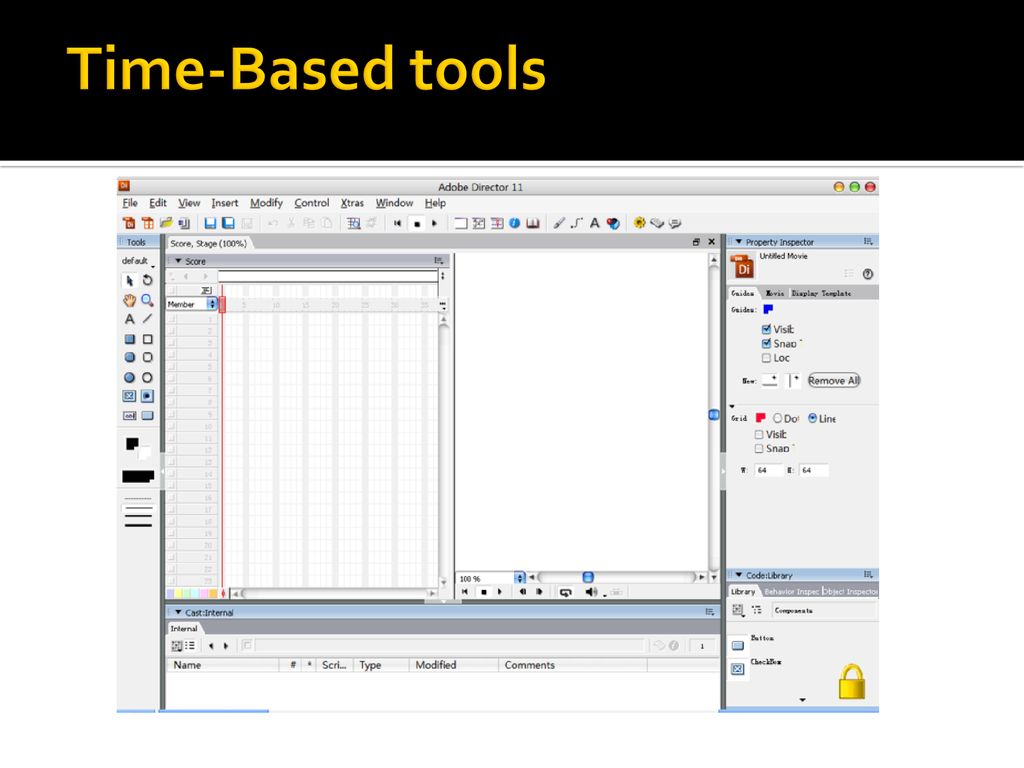 Time-Based tools
Di
Adobe Director 11
File Edit View Insert Modify Control Xtras Window Help
Tools
default
A
Score, Stage (100%)
Score
Member
5 10 15 20 25 30 35
1
2
3
4
5
6
7
8
9
10
11
12
13
14
15
16
17
18
19
20
21
22
23
100 %
Property Inspector
Di
Untitled Movie
Guides Movie Display Template
Guides:
Visib
Snap
Loc
New: Remove All
Grid Dot Line
Visib
Snap
W: 64 H: 64
Code:Library
Library Behavior Inspec Object Inspector
Components
Button
CheckBox
Cast:Internal
Internal
1
Name # * Scri... Type Modified Comments